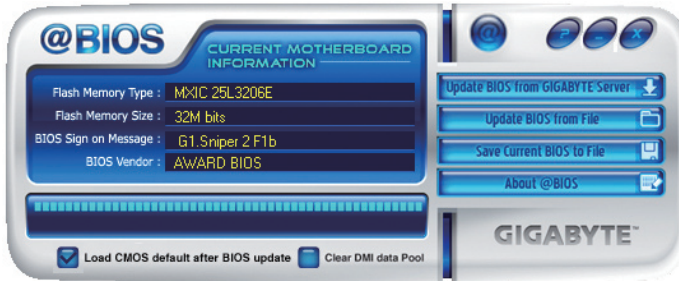 @BIOS
CURRENT MOTHERBOARD
INFORMATION
Flash Memory Type : MXIC 25L3206E
Flash Memory Size : 32M bits
BIOS Sign on Message : G1.Sniper 2 F1b
BIOS Vendor : AWARD BIOS
Load CMOS default after BIOS update
Clear DMI data Pool
@ ? – X
Update BIOS from GIGABYTE Server
Update BIOS from File
Save Current BIOS to File
About @BIOS
GIGABYTE™